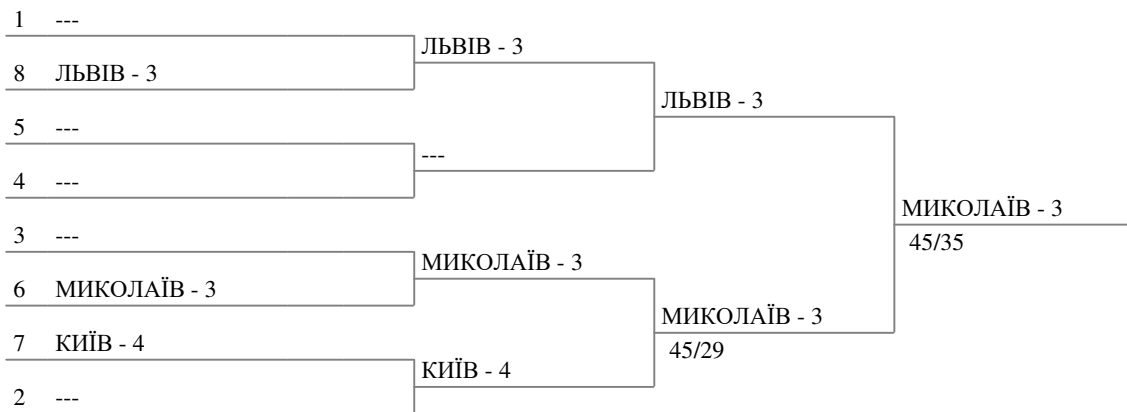 1 ---
ЛЬВІВ - 3
8 ЛЬВІВ - 3
ЛЬВІВ - 3
5 ---
---
4 ---
МИКОЛАЇВ - 3
45/35
3 ---
МИКОЛАЇВ - 3
6 МИКОЛАЇВ - 3
МИКОЛАЇВ - 3
45/29
7 КИЇВ - 4
КИЇВ - 4
2 ---